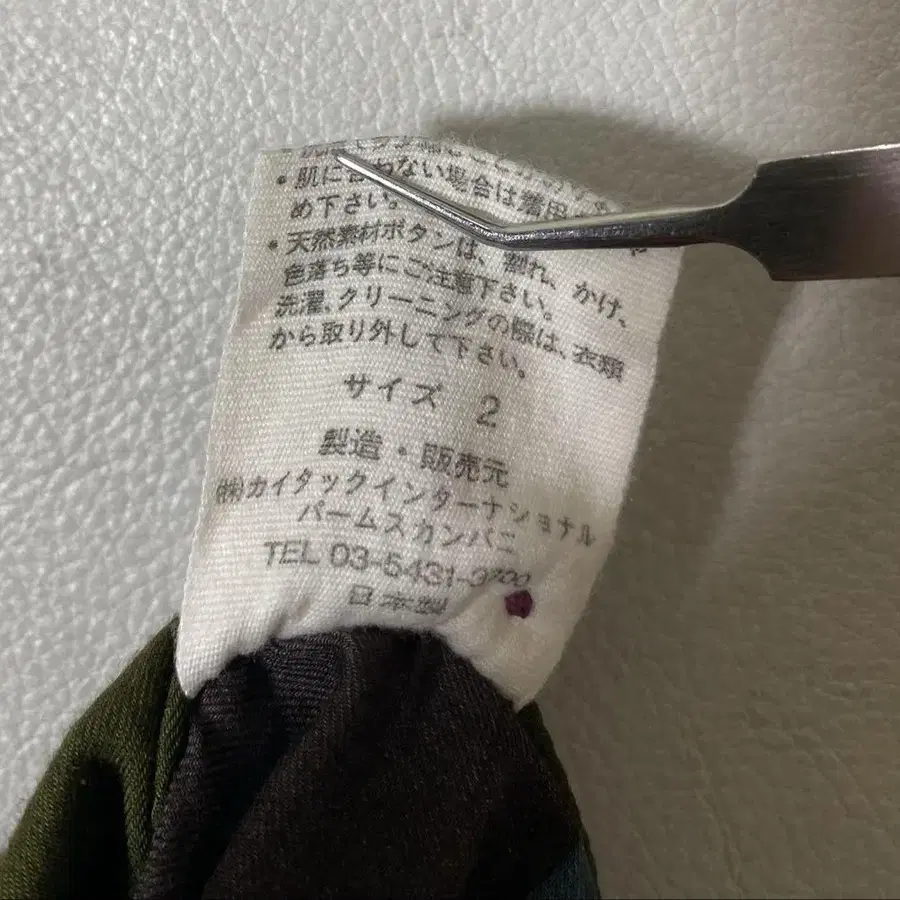 ・肌に合わない場合は着用
め下さい。
・天然素材ボタンは、割れ、かけ、
色落ち等にご注意下さい。
洗濯、クリーニングの際は、衣類
から取り外して下さい。
サイズ 2
製造・販売元
(株)カイタックインターナショナル
パームスカンパニ
TEL 03-5431-3700
日本製